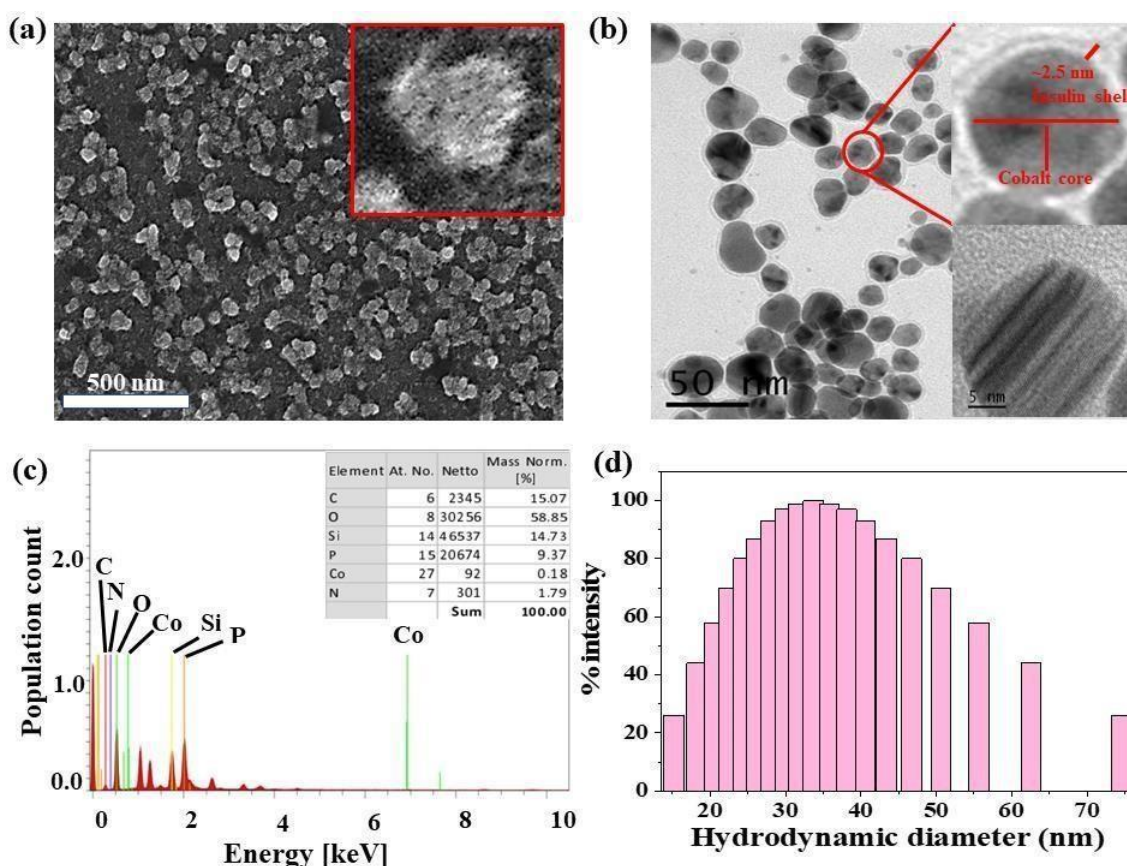 (a)
500 nm
(b)
~2.5 nm
Insulin shel
Cobalt core
50 nm
5 nm
(c)
Population count
2.0
1.0
0.0
C
N
O
Co
Si
P
Co
Element At. No. Netto Mass Norm. [%]
C 6 2345 15.07
O 8 30256 58.85
Si 14 46537 14.73
P 15 20674 9.37
Co 27 92 0.18
N 7 301 1.79
Sum 100.00
0 2 4 6 8 10
Energy [keV]
(d)
% intensity
100
80
60
40
20
0
20 30 40 50 60 70
Hydrodynamic diameter (nm)